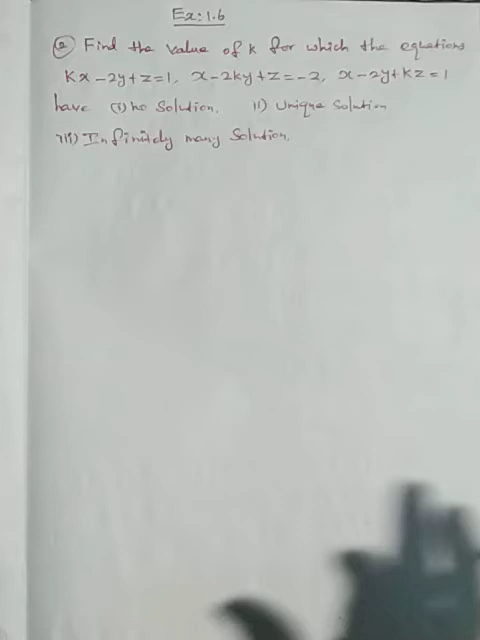 Ex: 1.6
② Find the value of k for which the equations
kx - 2y + z = 1, x - 2ky + z = -2, x - 2y + kz = 1
have (i) no Solution. ii) Unique Solution
iii) Infinitely many Solution.